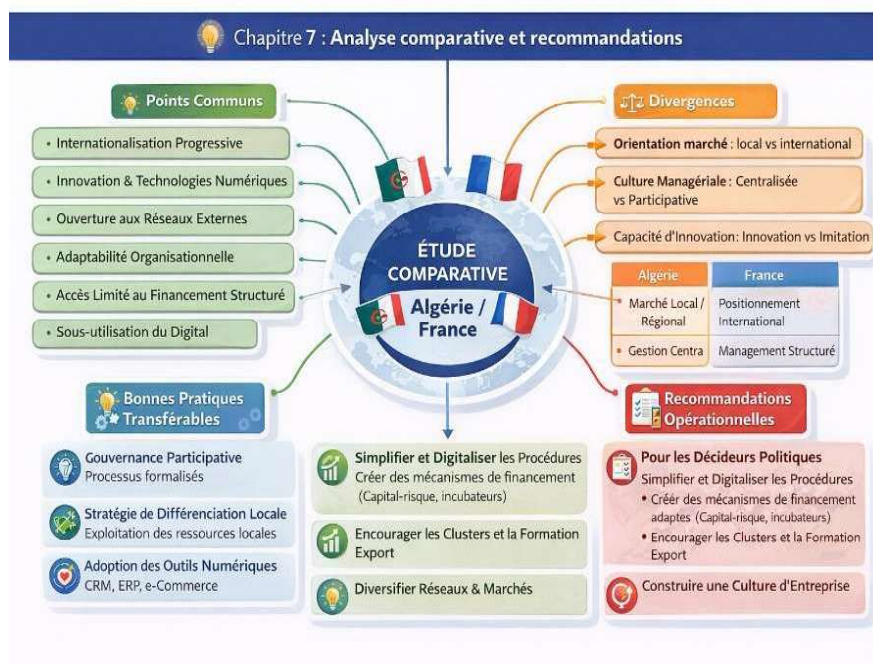 Chapitre 7 : Analyse comparative et recommandations
Points Communs
• Internationalisation Progressive
• Innovation & Technologies Numériques
• Ouverture aux Réseaux Externes
• Adaptabilité Organisationnelle
• Accès Limité au Financement Structuré
• Sous-utilisation du Digital
Divergences
Orientation marché : local vs international
Culture Managériale : Centralisée
vs Participative
Capacité d'Innovation: Innovation vs Imitation
Algérie
France
Marché Local /
Régional
Positionnement
International
• Gestion Centra
Management Structuré
ÉTUDE
COMPARATIVE
Algérie /
France
Bonnes Pratiques
Transférables
Gouvernance Participative
Processus formalisés
Stratégie de Différenciation Locale
Exploitation des ressources locales
Adoption des Outils Numériques
CRM, ERP, e-Commerce
Simplifier et Digitaliser les Procédures
Créer des mécanismes de financement
(Capital-risque, incubateurs)
Encourager les Clusters et la Formation
Export
Diversifier Réseaux & Marchés
Recommandations
Opérationnelles
Pour les Décideurs Politiques
Simplifier et Digitaliser les Procédures
• Créér des mécanismes de financement
adaptes (Capital-risque, incubateurs)
• Encourager les Clusters et la Formation
Export
Construire une Culture d'Entreprise